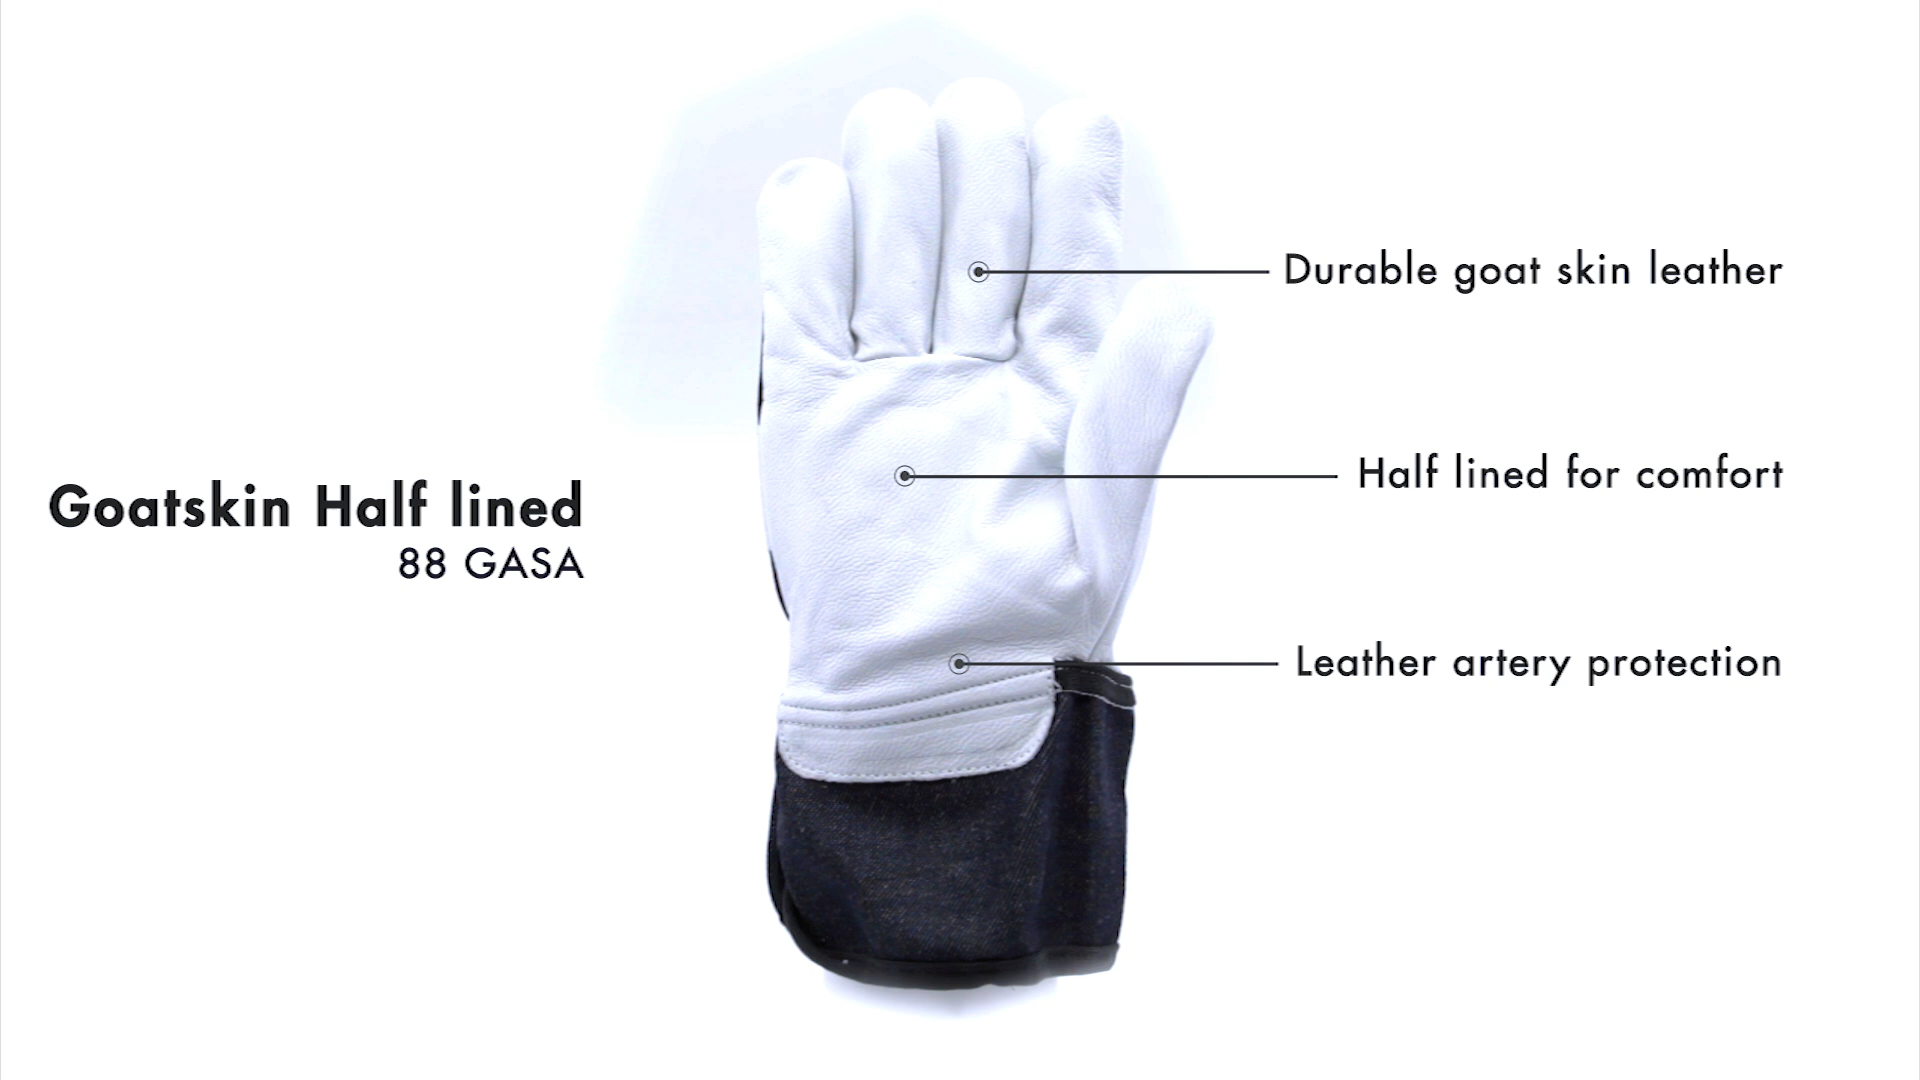 Goatskin Half lined
88 GASA
Durable goat skin leather
Half lined for comfort
Leather artery protection